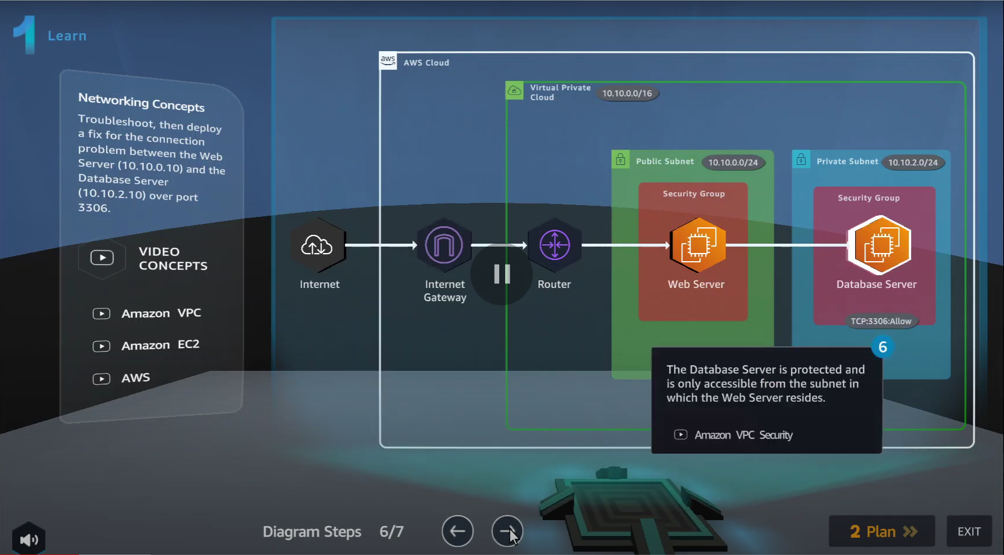 1 Learn
Networking Concepts
Troubleshoot, then deploy
a fix for the connection
problem between the Web
Server (10.10.0.10) and the
Database Server
(10.10.2.10) over port
3306.
VIDEO
CONCEPTS
Amazon VPC
Amazon EC2
AWS
aws
AWS Cloud
Virtual Private
Cloud
10.10.0.0/16
Public Subnet
10.10.0.0/24
Security Group
Private Subnet
10.10.2.0/24
Security Group
Internet
Internet
Gateway
Router
Web Server
Database Server
TCP:3306:Allow
6
The Database Server is protected and
is only accessible from the subnet in
which the Web Server resides.
Amazon VPC Security
Diagram Steps 6/7
2 Plan
EXIT